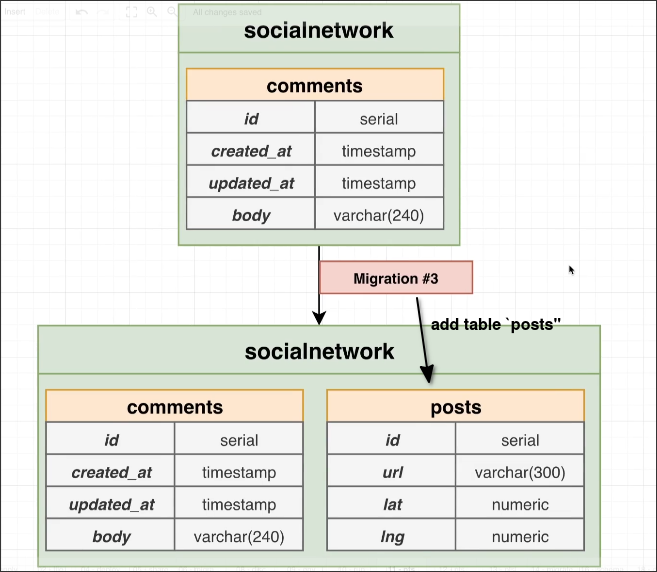 Insert
All changes saved
socialnetwork
comments
id serial
created_at timestamp
updated_at timestamp
body varchar(240)
Migration #3
add table `posts"
socialnetwork
comments
id serial
created_at timestamp
updated_at timestamp
body varchar(240)
posts
id serial
url varchar(300)
lat numeric
lng numeric